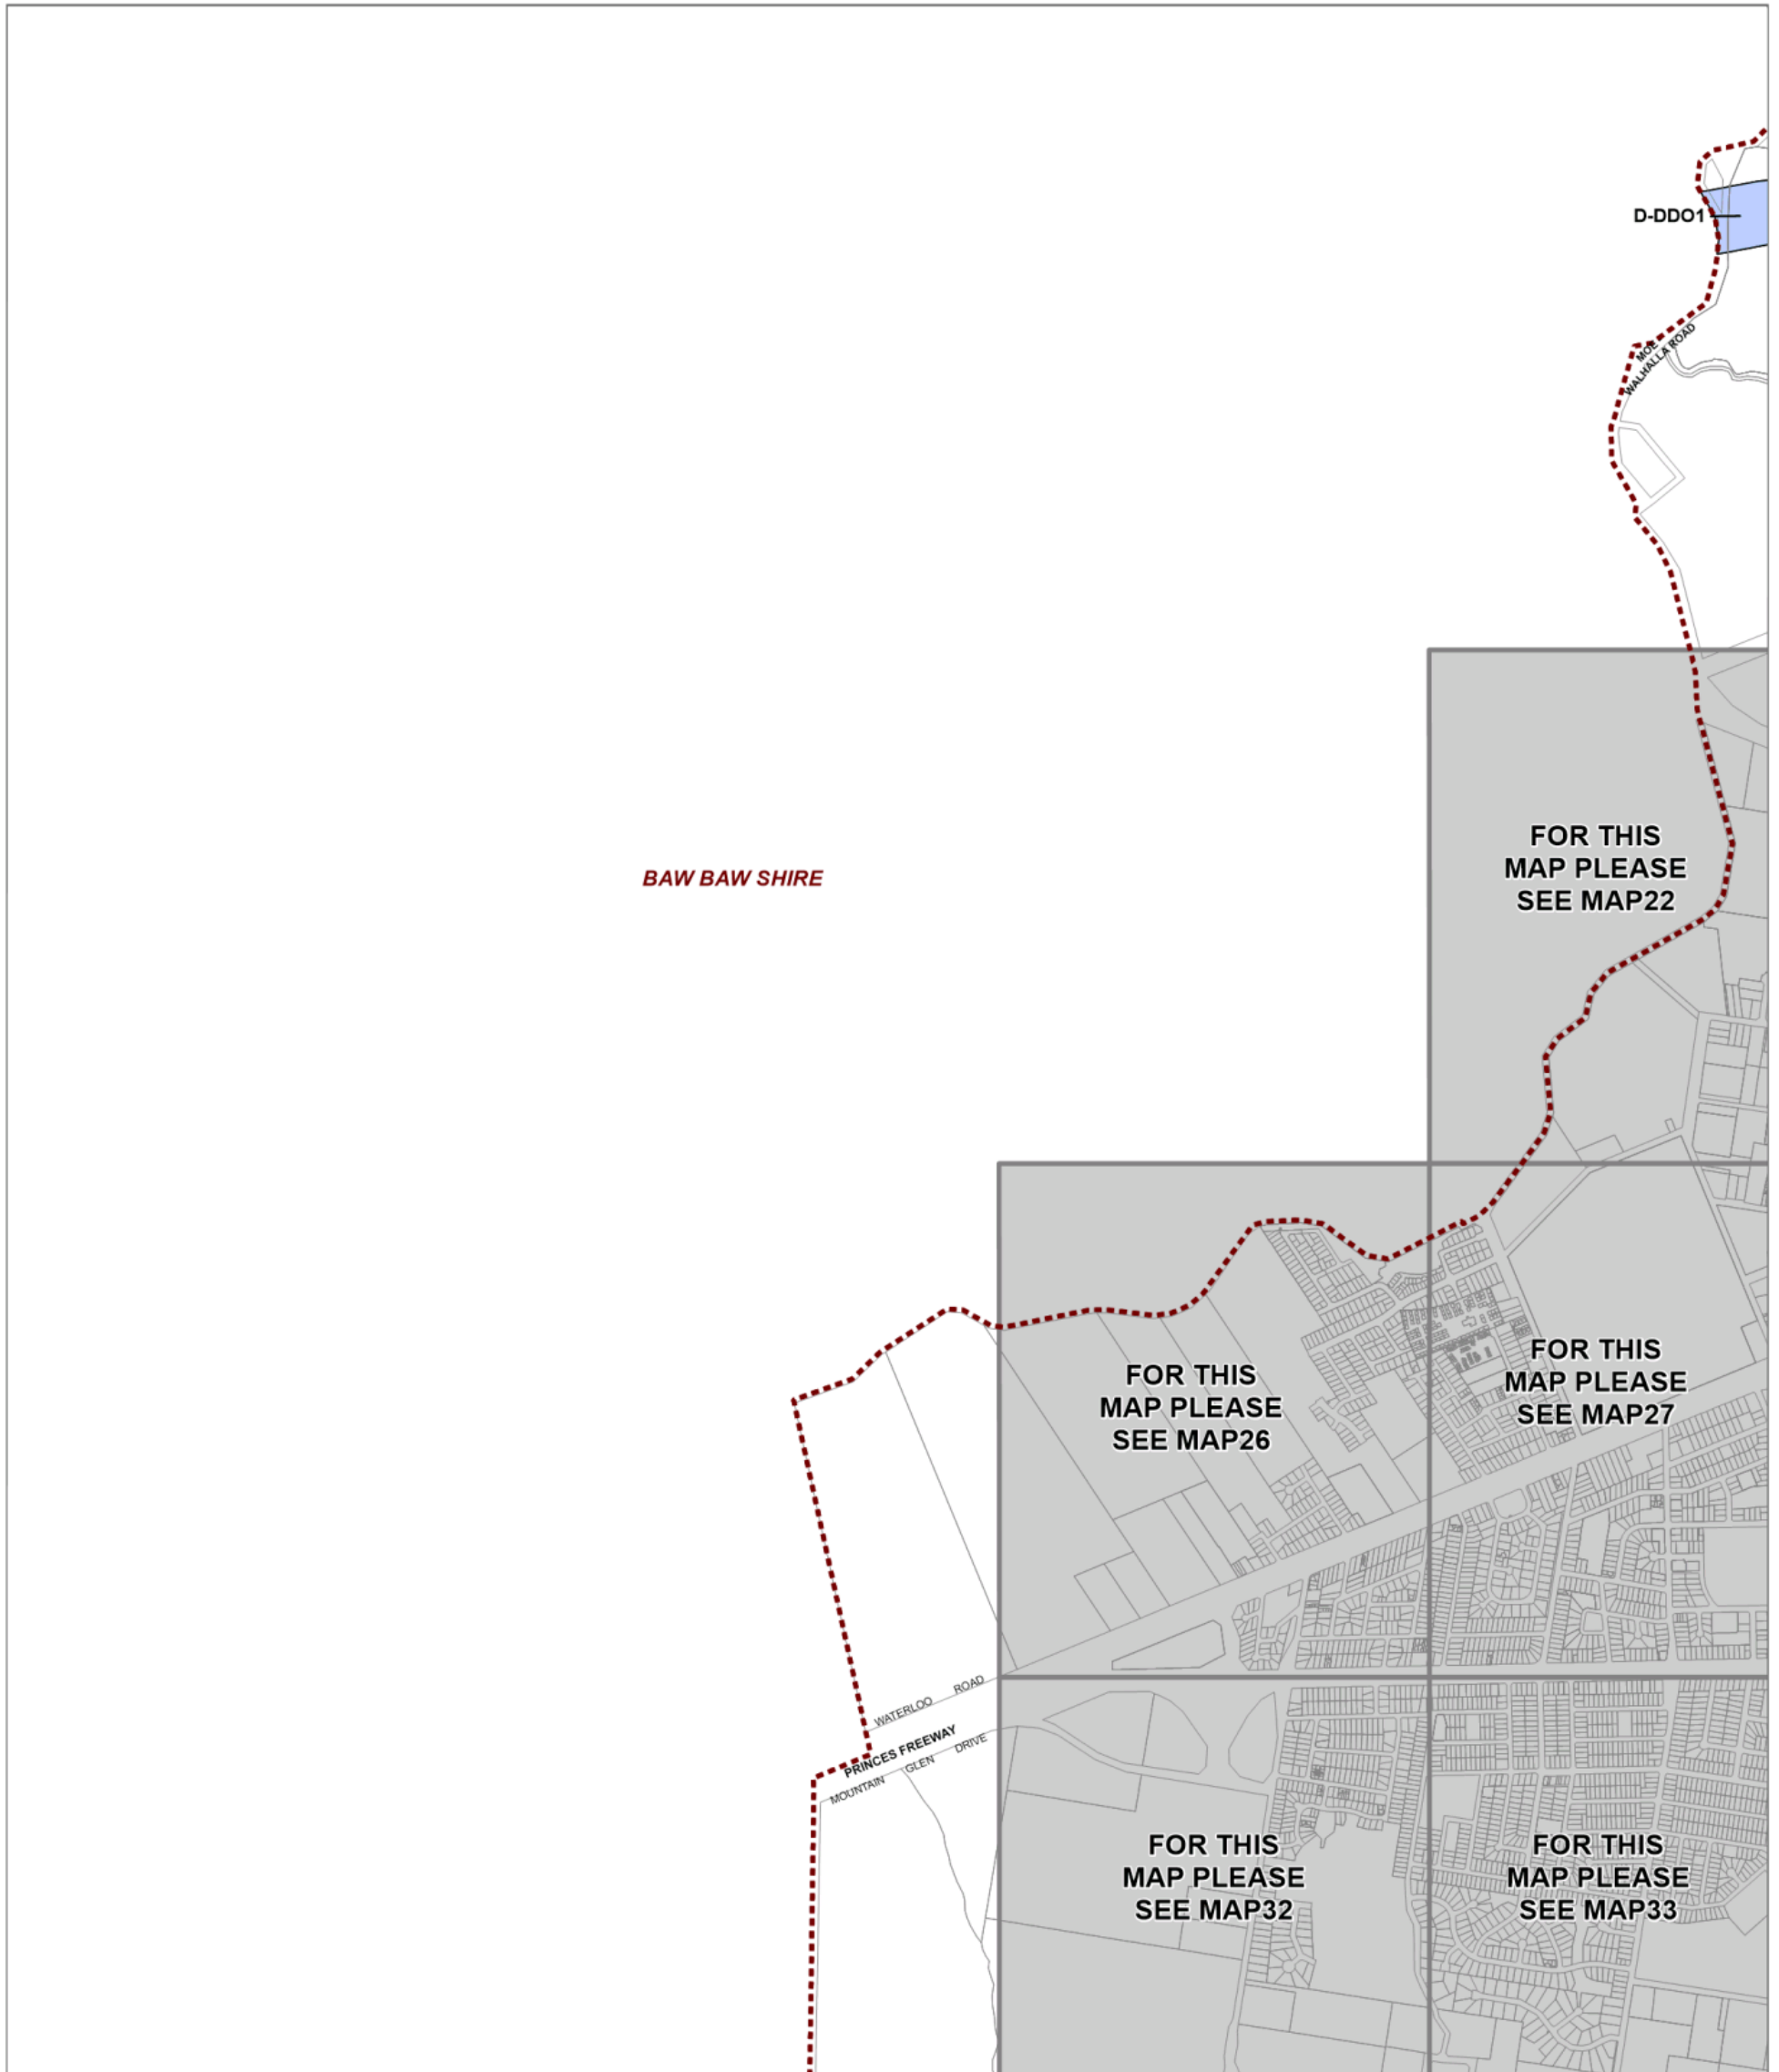 D-DDO1
MOE
WALHALLA ROAD
FOR THIS
MAP PLEASE
SEE MAP22
BAW BAW SHIRE
FOR THIS
MAP PLEASE
SEE MAP26
FOR THIS
MAP PLEASE
SEE MAP27
WATERLOO ROAD
PRINCES FREEWAY
MOUNTAIN GLEN DRIVE
FOR THIS
MAP PLEASE
SEE MAP32
FOR THIS
MAP PLEASE
SEE MAP33